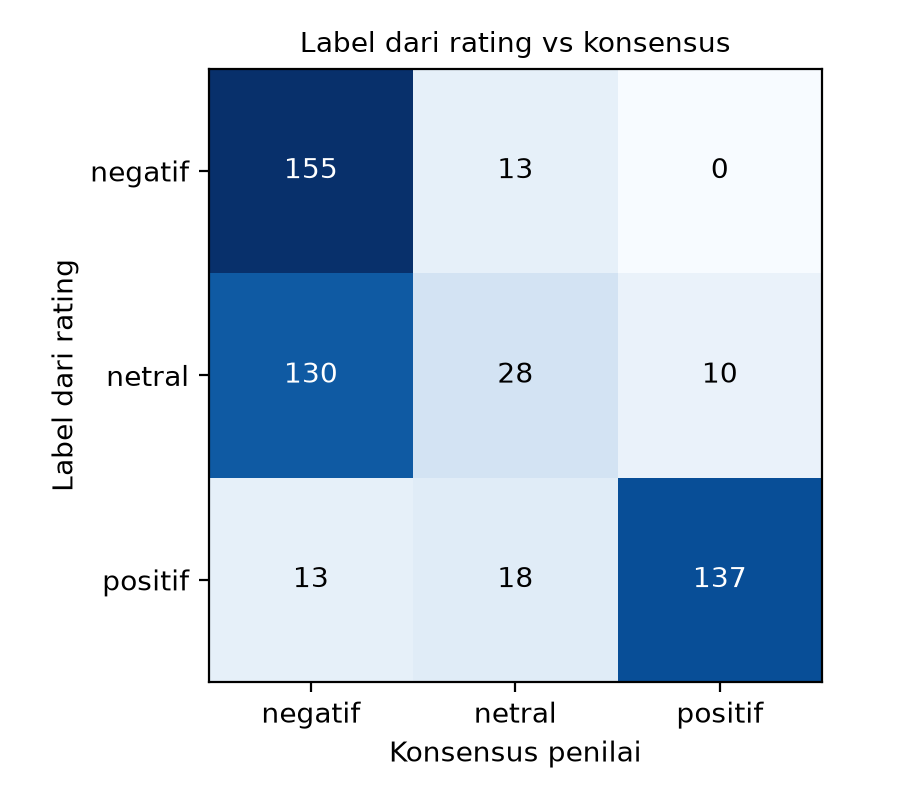 Label dari rating vs konsensus
Label dari rating
negatif 155 13 0
netral 130 28 10
positif 13 18 137
negatif netral positif
Konsensus penilai